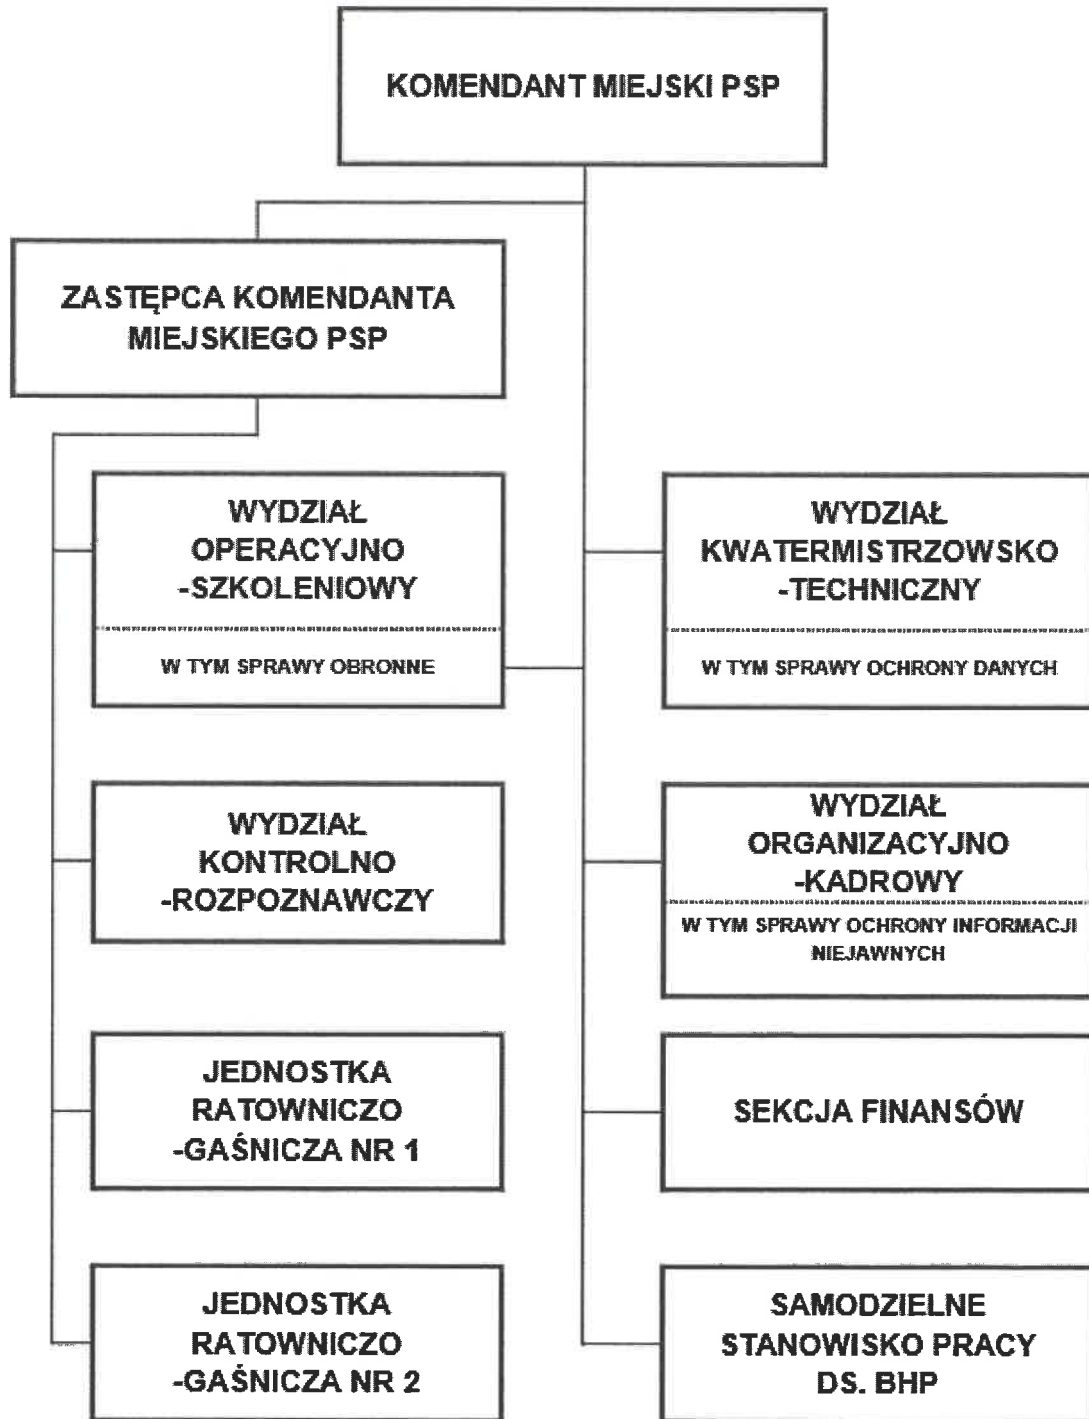 KOMENDANT MIEJSKI PSP
ZASTĘPCA KOMENDANTA
MIEJSKIEGO PSP
WYDZIAŁ
OPERACYJNO
-SZKOLENIOWY
W TYM SPRAWY OBRONNE
WYDZIAŁ
KWATERMISTRZOWSKO
-TECHNICZNY
W TYM SPRAWY OCHRONY DANYCH
WYDZIAŁ
KONTROLNO
-ROZPOZNAWCZY
WYDZIAŁ
ORGANIZACYJNO
-KADROWY
W TYM SPRAWY OCHRONY INFORMACJI
NIEJAWNYCH
JEDNOSTKA
RATOWNICZO
-GAŚNICZA NR 1
SEKCJA FINANSÓW
JEDNOSTKA
RATOWNICZO
-GAŚNICZA NR 2
SAMODZIELNE
STANOWISKO PRACY
DS. BHP